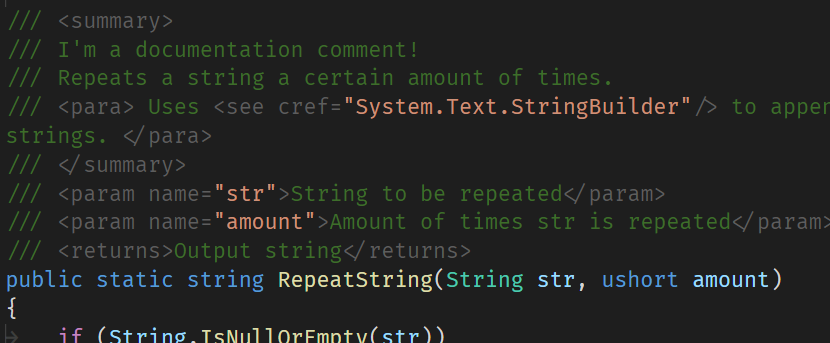 /// <summary>
/// I'm a documentation comment!
/// Repeats a string a certain amount of times.
/// <para> Uses <see cref="System.Text.StringBuilder"/> to appen
strings. </para>
/// </summary>
/// <param name="str">String to be repeated</param>
/// <param name="amount">Amount of times str is repeated</param>
/// <returns>Output string</returns>
public static string RepeatString(String str, ushort amount)
{
if (String.IsNullOrEmpty(str))